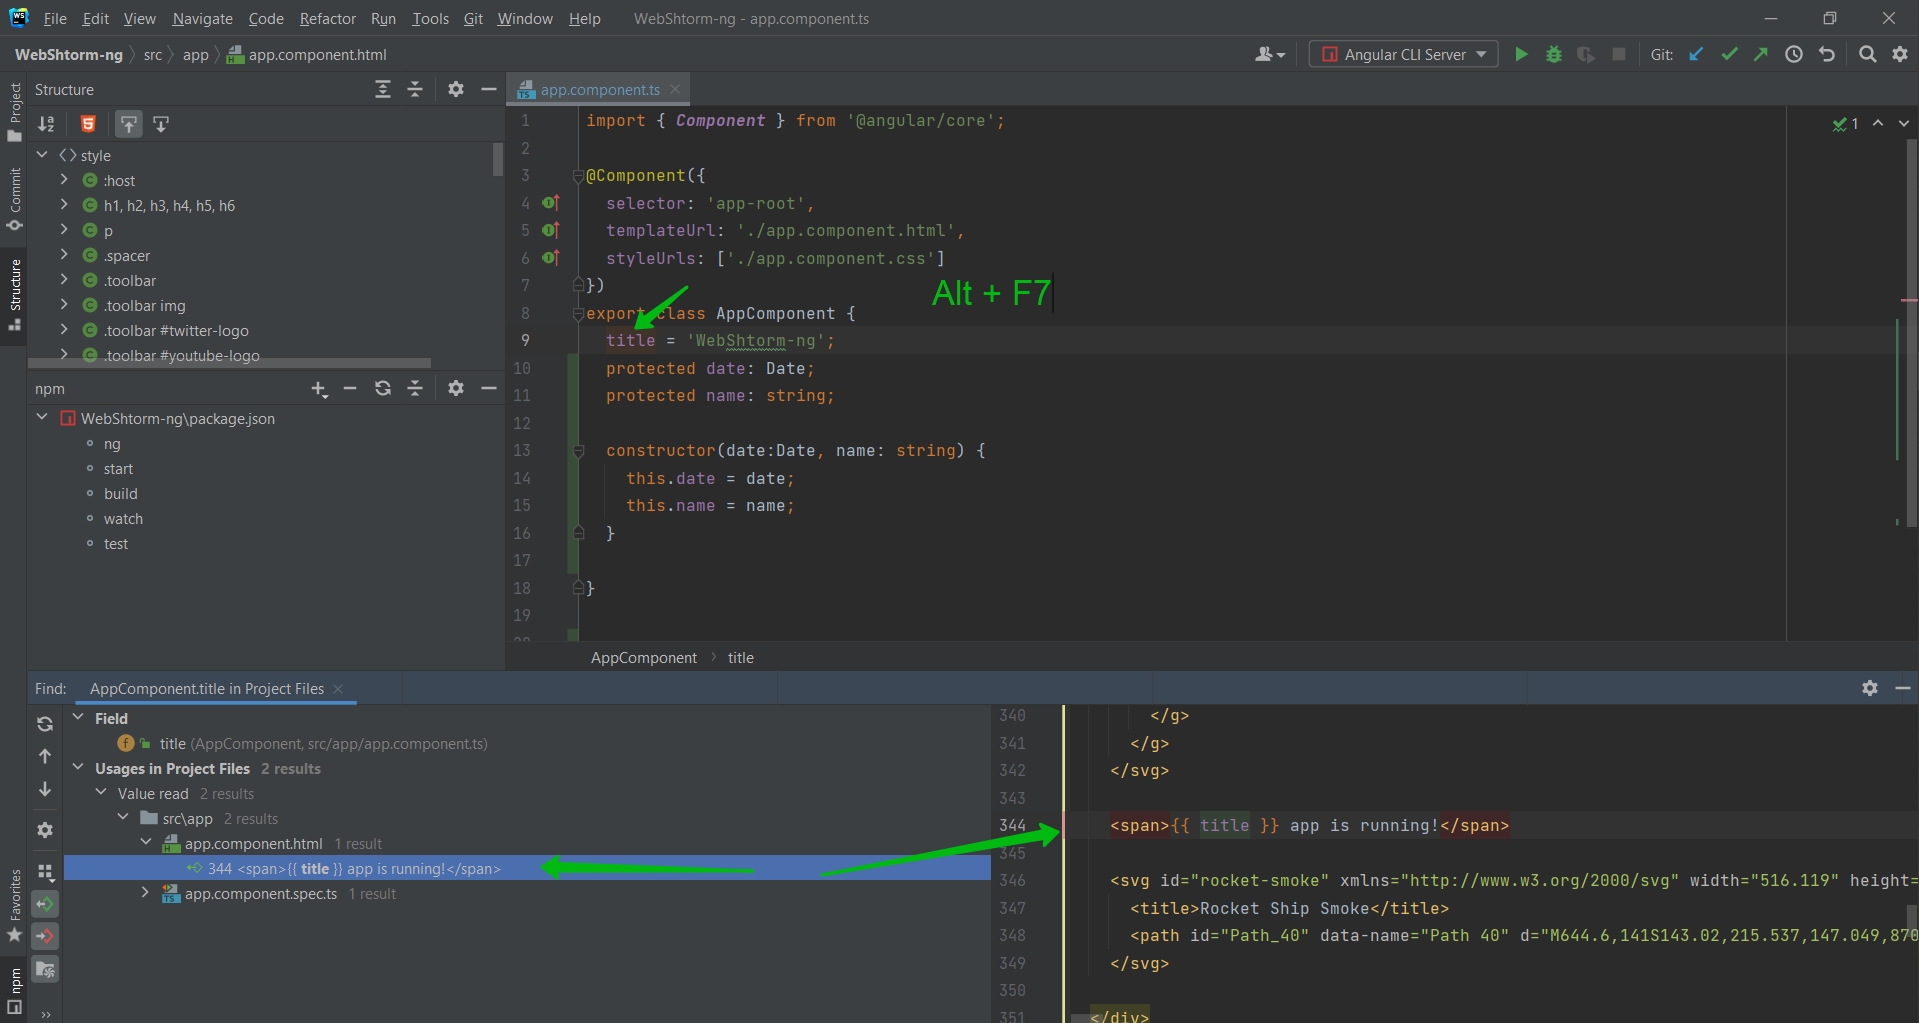 WS File Edit View Navigate Code Refactor Run Tools Git Window Help WebShtorm-ng - app.component.ts
WebShtorm-ng src app app.component.html Angular CLI Server Git:
Project
Commit
Structure
Favorites
npm
Structure
style
:host
h1, h2, h3, h4, h5, h6
p
.spacer
.toolbar
.toolbar img
.toolbar #twitter-logo
.toolbar #youtube-logo
npm
WebShtorm-ng\package.json
ng
start
build
watch
test
app.component.ts
1
1 import { Component } from '@angular/core';
2
3 @Component({
4 selector: 'app-root',
5 templateUrl: './app.component.html',
6 styleUrls: ['./app.component.css']
7 })
Alt + F7
8 export class AppComponent {
9 title = 'WebShtorm-ng';
10 protected date: Date;
11 protected name: string;
12
13 constructor(date:Date, name: string) {
14 this.date = date;
15 this.name = name;
16 }
17
18 }
19
20
AppComponent title
Find: AppComponent.title in Project Files
Field
title (AppComponent, src/app/app.component.ts)
Usages in Project Files 2 results
Value read 2 results
src\app 2 results
app.component.html 1 result
344 <span>{{ title }} app is running!</span>
app.component.spec.ts 1 result
340 </g>
341 </g>
342 </svg>
343
344 <span>{{ title }} app is running!</span>
345
346 <svg id="rocket-smoke" xmlns="http://www.w3.org/2000/svg" width="516.119" height=
347 <title>Rocket Ship Smoke</title>
348 <path id="Path_40" data-name="Path 40" d="M644.6,141S143.02,215.537,147.049,870
349 </svg>
350
351 </div>